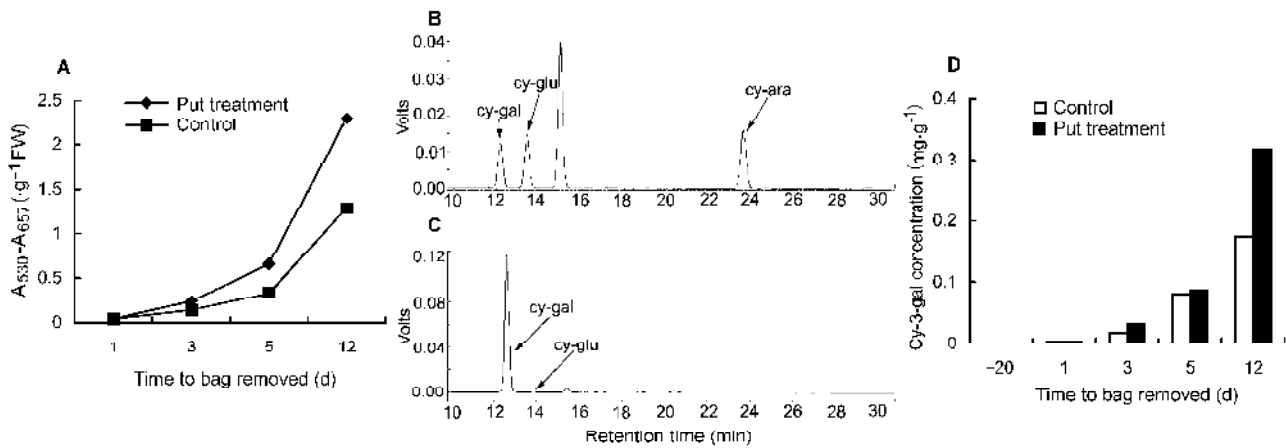 A
2.5
2
1.5
1
0.5
0
A530-A657 (·g⁻¹FW)
Put treatment
Control
1 3 5 12
Time to bag removed (d)
B
0.04
0.03
0.02
0.01
0.00
Volts
cy-gal
cy-glu
cy-ara
10 12 14 16 18 20 22 24 26 28 30
C
0.12
0.08
0.04
0.00
Volts
cy-gal
cy-glu
10 12 14 16 18 20 22 24 26 28 30
Retention time (min)
D
0.4
0.3
0.2
0.1
0
Cy-3-gal concentration (mg·g⁻¹)
Control
Put treatment
−20 1 3 5 12
Time to bag removed (d)